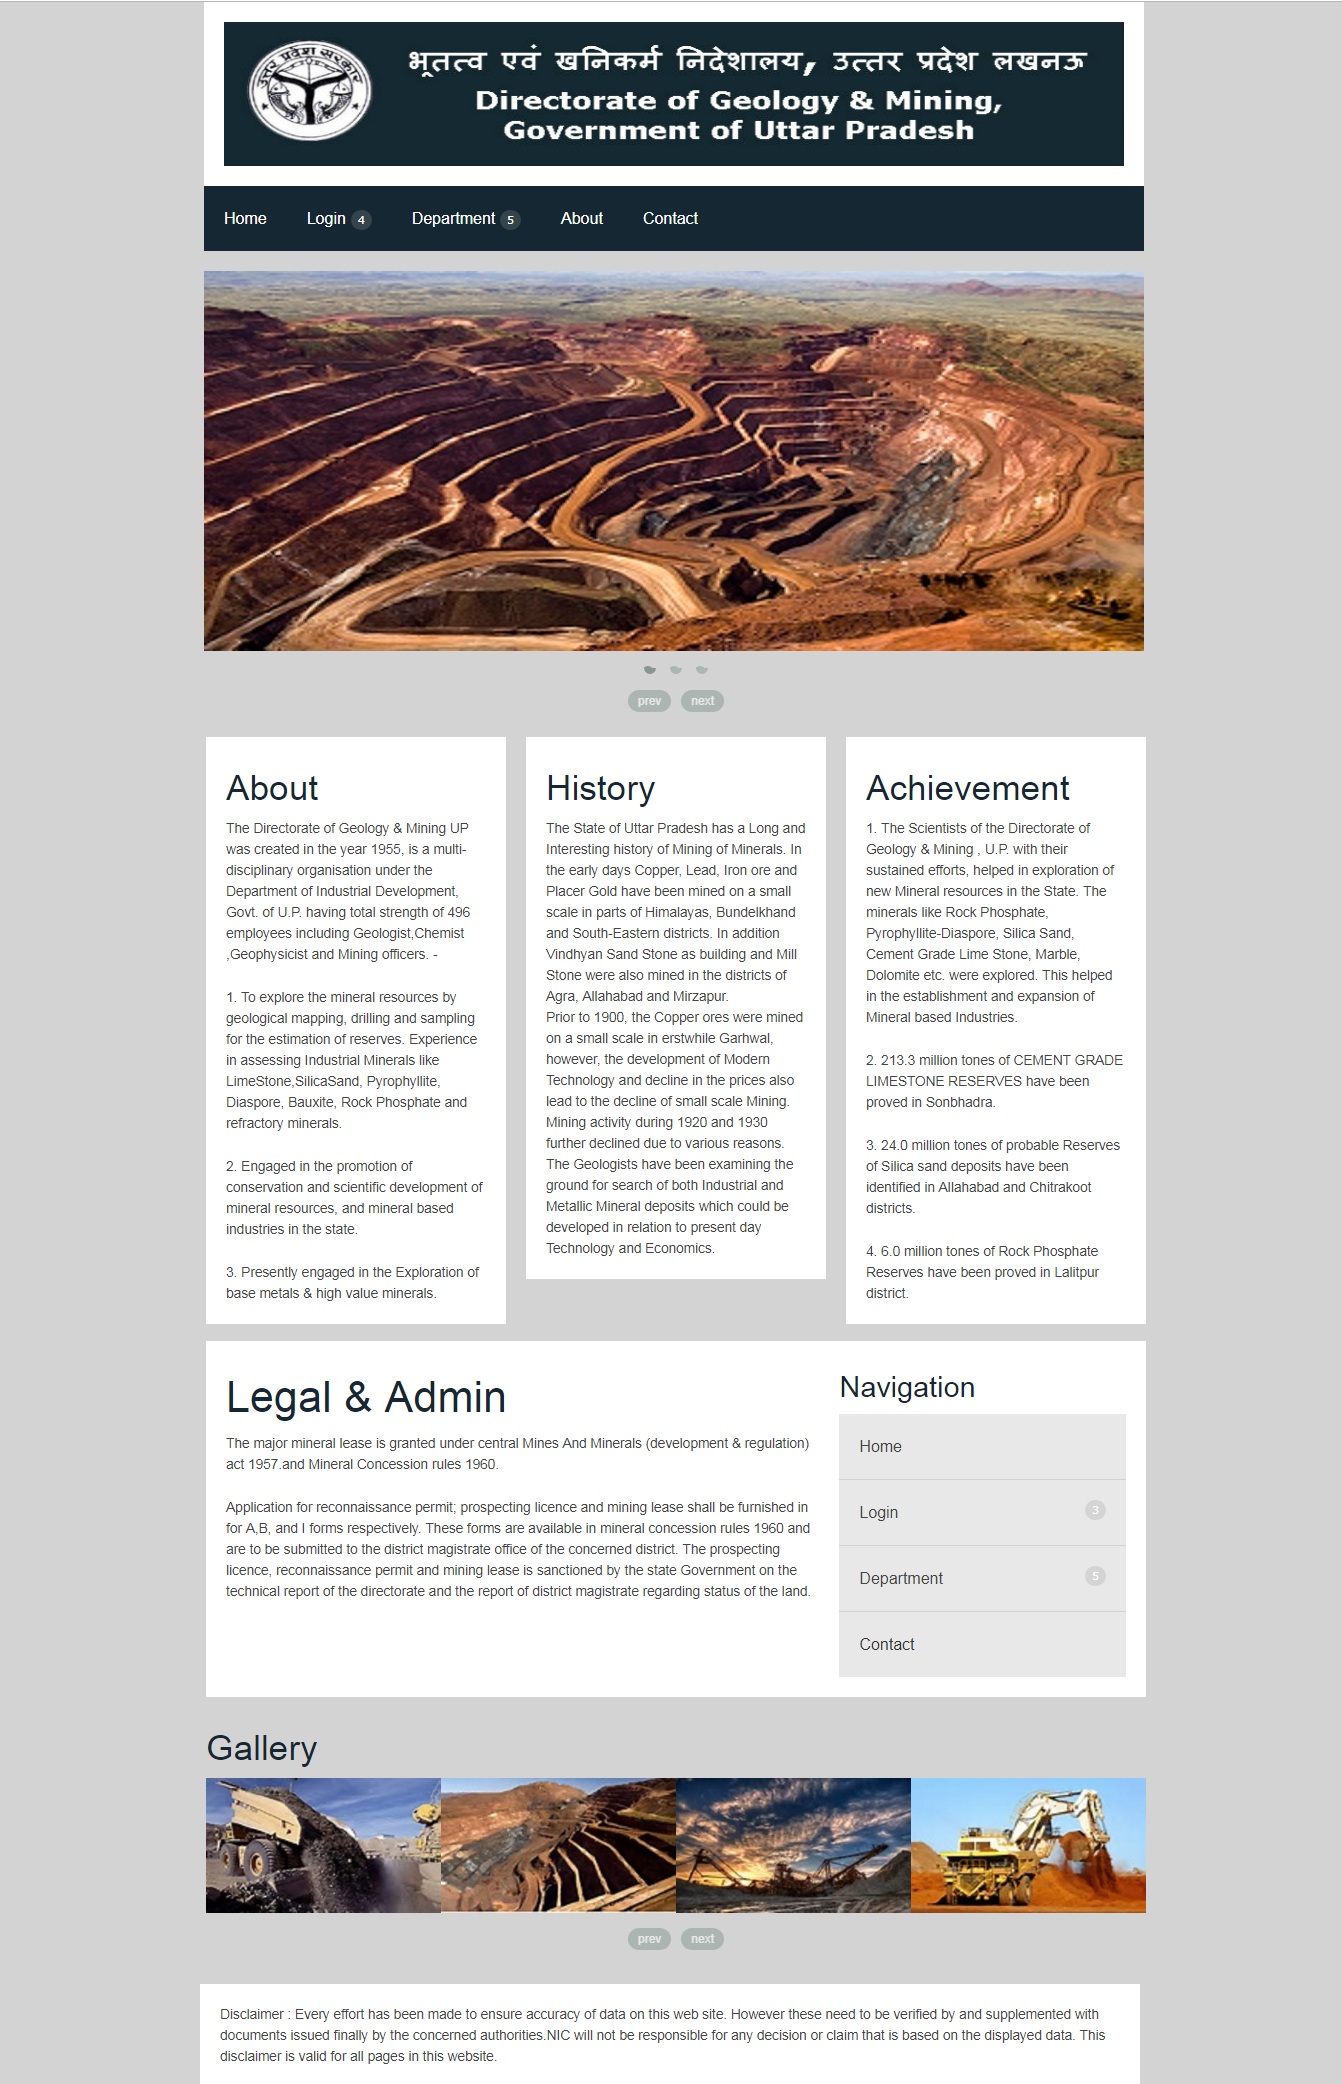 उत्तर प्रदेश सरकार
भूतत्व एवं खनिकर्म निदेशालय, उत्तर प्रदेश लखनऊ
Directorate of Geology & Mining,
Government of Uttar Pradesh
Home Login 4 Department 5 About Contact
prev next
About
The Directorate of Geology & Mining UP
was created in the year 1955, is a multi-
disciplinary organisation under the
Department of Industrial Development,
Govt. of U.P. having total strength of 496
employees including Geologist,Chemist
,Geophysicist and Mining officers. -
1. To explore the mineral resources by
geological mapping, drilling and sampling
for the estimation of reserves. Experience
in assessing Industrial Minerals like
LimeStone,SilicaSand, Pyrophyllite,
Diaspore, Bauxite, Rock Phosphate and
refractory minerals.
2. Engaged in the promotion of
conservation and scientific development of
mineral resources, and mineral based
industries in the state.
3. Presently engaged in the Exploration of
base metals & high value minerals.
History
The State of Uttar Pradesh has a Long and
Interesting history of Mining of Minerals. In
the early days Copper, Lead, Iron ore and
Placer Gold have been mined on a small
scale in parts of Himalayas, Bundelkhand
and South-Eastern districts. In addition
Vindhyan Sand Stone as building and Mill
Stone were also mined in the districts of
Agra, Allahabad and Mirzapur.
Prior to 1900, the Copper ores were mined
on a small scale in erstwhile Garhwal,
however, the development of Modern
Technology and decline in the prices also
lead to the decline of small scale Mining.
Mining activity during 1920 and 1930
further declined due to various reasons.
The Geologists have been examining the
ground for search of both Industrial and
Metallic Mineral deposits which could be
developed in relation to present day
Technology and Economics.
Achievement
1. The Scientists of the Directorate of
Geology & Mining , U.P. with their
sustained efforts, helped in exploration of
new Mineral resources in the State. The
minerals like Rock Phosphate,
Pyrophyllite-Diaspore, Silica Sand,
Cement Grade Lime Stone, Marble,
Dolomite etc. were explored. This helped
in the establishment and expansion of
Mineral based Industries.
2. 213.3 million tones of CEMENT GRADE
LIMESTONE RESERVES have been
proved in Sonbhadra.
3. 24.0 million tones of probable Reserves
of Silica sand deposits have been
identified in Allahabad and Chitrakoot
districts.
4. 6.0 million tones of Rock Phosphate
Reserves have been proved in Lalitpur
district.
Legal & Admin
The major mineral lease is granted under central Mines And Minerals (development & regulation)
act 1957.and Mineral Concession rules 1960.
Application for reconnaissance permit; prospecting licence and mining lease shall be furnished in
for A,B, and I forms respectively. These forms are available in mineral concession rules 1960 and
are to be submitted to the district magistrate office of the concerned district. The prospecting
licence, reconnaissance permit and mining lease is sanctioned by the state Government on the
technical report of the directorate and the report of district magistrate regarding status of the land.
Navigation
Home
Login 3
Department 5
Contact
Gallery
prev next
Disclaimer : Every effort has been made to ensure accuracy of data on this web site. However these need to be verified by and supplemented with
documents issued finally by the concerned authorities.NIC will not be responsible for any decision or claim that is based on the displayed data. This
disclaimer is valid for all pages in this website.